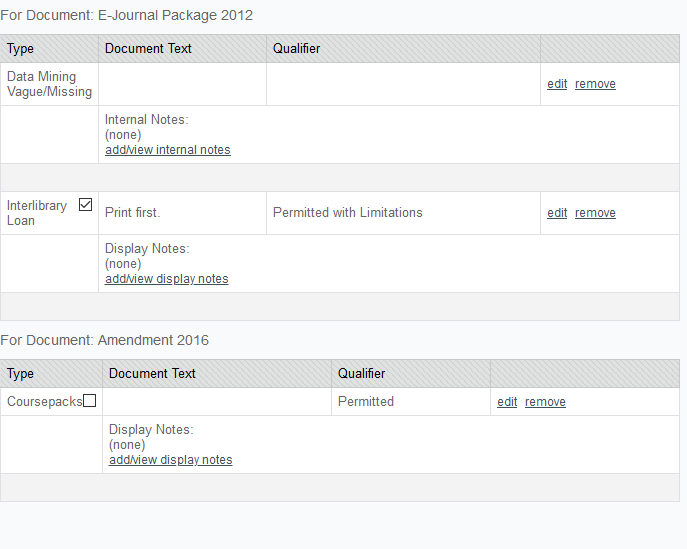 For Document: E-Journal Package 2012
Type Document Text Qualifier
Data Mining
Vague/Missing edit remove
Internal Notes:
(none)
add/view internal notes
Interlibrary
Loan Print first. Permitted with Limitations edit remove
Display Notes:
(none)
add/view display notes
For Document: Amendment 2016
Type Document Text Qualifier
Coursepacks Permitted edit remove
Display Notes:
(none)
add/view display notes